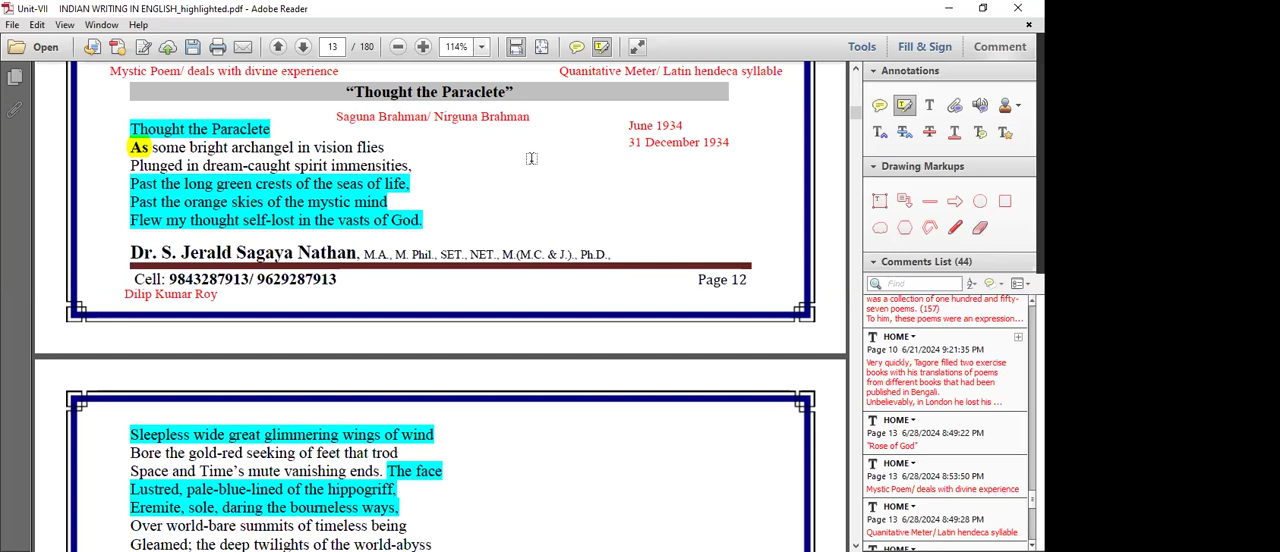 Unit-VII INDIAN WRITING IN ENGLISH_highlighted.pdf - Adobe Reader
File Edit View Window Help
Open 13 / 180 114% Tools Fill & Sign Comment
Mystic Poem/ deals with divine experience Quanitative Meter/ Latin hendeca syllable
“Thought the Paraclete”
Saguna Brahman/ Nirguna Brahman
Thought the Paraclete June 1934
As some bright archangel in vision flies 31 December 1934
Plunged in dream-caught spirit immensities,
Past the long green crests of the seas of life,
Past the orange skies of the mystic mind
Flew my thought self-lost in the vasts of God.
Dr. S. Jerald Sagaya Nathan, M.A., M. Phil., SET., NET., M.(M.C. & J.)., Ph.D.,
Cell: 9843287913/ 9629287913 Page 12
Dilip Kumar Roy
Sleepless wide great glimmering wings of wind
Bore the gold-red seeking of feet that trod
Space and Time’s mute vanishing ends. The face
Lustred, pale-blue-lined of the hippogriff,
Eremite, sole, daring the bourneless ways,
Over world-bare summits of timeless being
Gleamed; the deep twilights of the world-abyss
Annotations
Drawing Markups
Comments List (44)
Find
was a collection of one hundred and fifty-
seven poems. (157)
To him, these poems were an expression...
HOME
Page 10 6/21/2024 9:21:35 PM
Very quickly, Tagore filled two exercise
books with his translations of poems
from different books that had been
published in Bengali.
Unbelievably, in London he lost his ...
HOME
Page 13 6/28/2024 8:49:22 PM
"Rose of God"
HOME
Page 13 6/28/2024 8:53:50 PM
Mystic Poem/ deals with divine experience
HOME
Page 13 6/28/2024 8:49:28 PM
Quanitative Meter/ Latin hendeca syllable
HOME